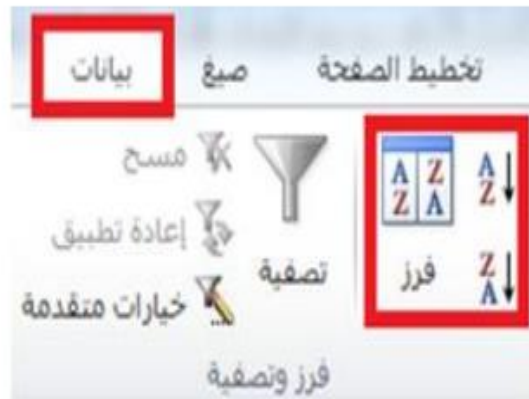 تخطيط الصفحة صيغ بيانات
A Z
Z A
A
Z
Z
A
فرز
تصفية
مسح
إعادة تطبيق
خيارات متقدمة
فرز وتصفية